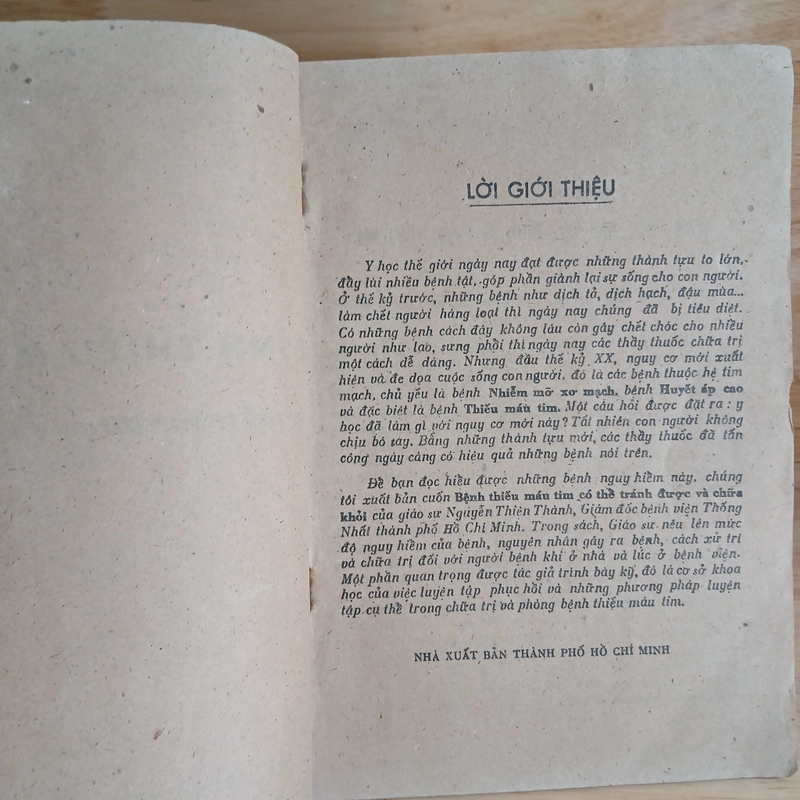 LỜI GIỚI THIỆU
Y học thế giới ngày nay đạt được những thành tựu to lớn,
đẩy lùi nhiều bệnh tật, góp phần giành lại sự sống cho con người.
Ở thế kỷ trước, những bệnh như dịch tả, dịch hạch, đậu mùa...
làm chết người hàng loạt thì ngày nay chúng đã bị tiêu diệt.
Có những bệnh cách đây không lâu còn gây chết chóc cho nhiều
người như lao, sưng phổi thì ngày nay các thầy thuốc chữa trị
một cách dễ dàng. Nhưng đầu thế kỷ XX, nguy cơ mới xuất
hiện và đe dọa cuộc sống con người, đó là các bệnh thuộc hệ tim
mạch, chủ yếu là bệnh Nhiễm mỡ xơ mạch, bệnh Huyết áp cao
và đặc biệt là bệnh Thiếu máu tim. Một câu hỏi được đặt ra : y
học đã làm gì với nguy cơ mới này? Tất nhiên con người không
chịu bó tay. Bằng những thành tựu mới, các thầy thuốc đã tấn
công ngày càng có hiệu quả những bệnh nói trên.
Để bạn đọc hiểu được những bệnh nguy hiểm này. chúng
tôi xuất bản cuốn Bệnh thiếu máu tim có thể tránh được và chữa
khỏi của giáo sư Nguyễn Thiện Thành, Giám đốc bệnh viện Thống
Nhất thành phố Hồ Chí Minh. Trong sách, Giáo sư nêu lên mức
độ nguy hiểm của bệnh, nguyên nhân gây ra bệnh, cách xử trí
và chữa trị đối với người bệnh khi ở nhà và lúc ở bệnh viện.
Một phần quan trọng được tác giả trình bày kỹ, đó là cơ sở khoa
học của việc luyện tập phục hồi và những phương pháp luyện
tập cụ thể trong chữa trị và phòng bệnh thiếu máu tim.
NHÀ XUẤT BẢN THÀNH PHỐ HỒ CHÍ MINH